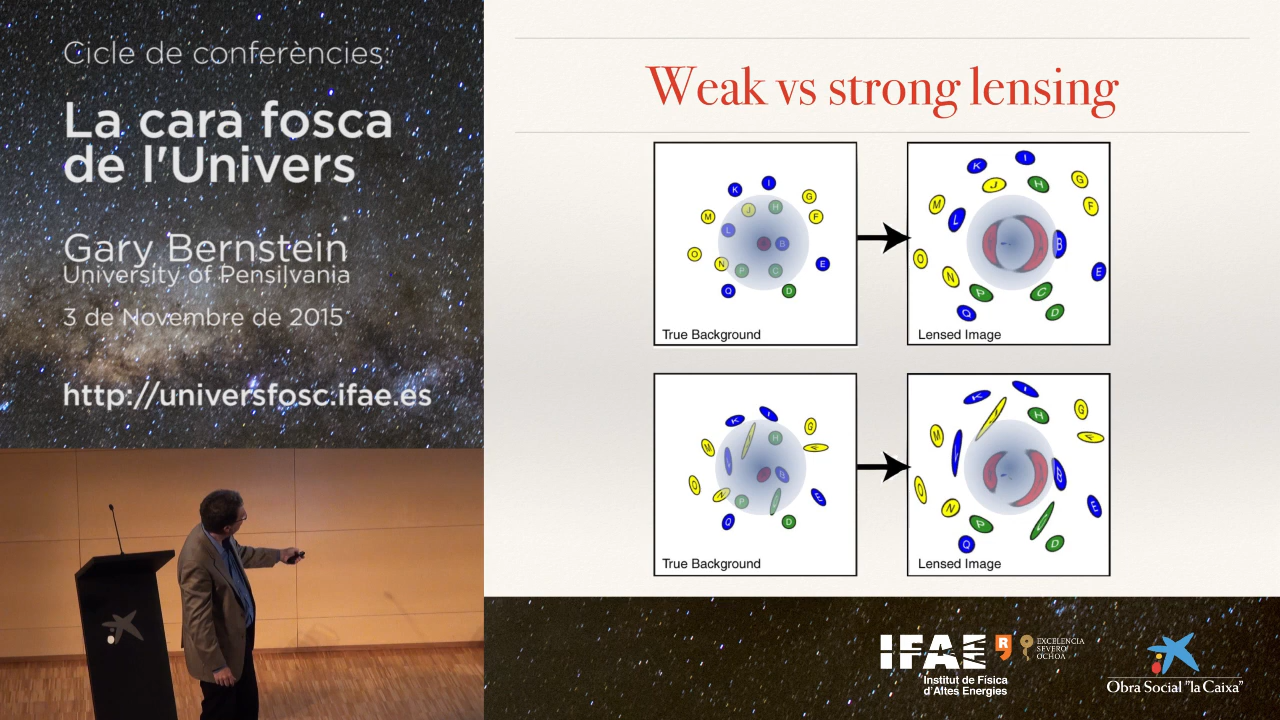 Cicle de conferències:
La cara fosca
de l'Univers
Gary Bernstein
University of Pensilvania
3 de Novembre de 2015
http://universfosc.ifae.es
Weak vs strong lensing
K I G J H M F L A B O N P C E Q D
True Background
K I J H G M F L B O E N P C Q D
Lensed Image
K I G H M F L B O N P C E Q D
True Background
K I G H M F L B O N P C E Q D
Lensed Image
IFAE
EXCELENCIA
SEVERO
OCHOA
Institut de Física
d'Altes Energies
Obra Social "la Caixa"